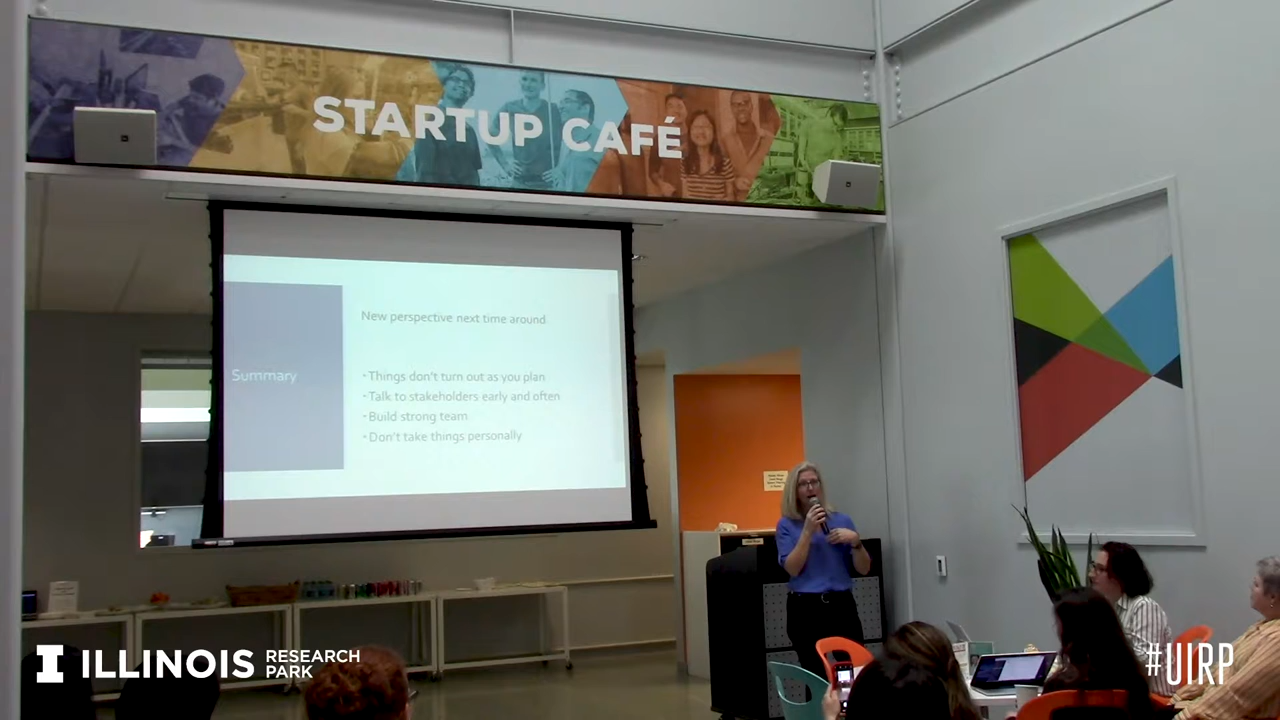 STARTUP CAFÉ
New perspective next time around
Summary
• Things don't turn out as you plan
• Talk to stakeholders early and often
• Build strong team
• Don't take things personally
ILLINOIS RESEARCH PARK
#UIRP